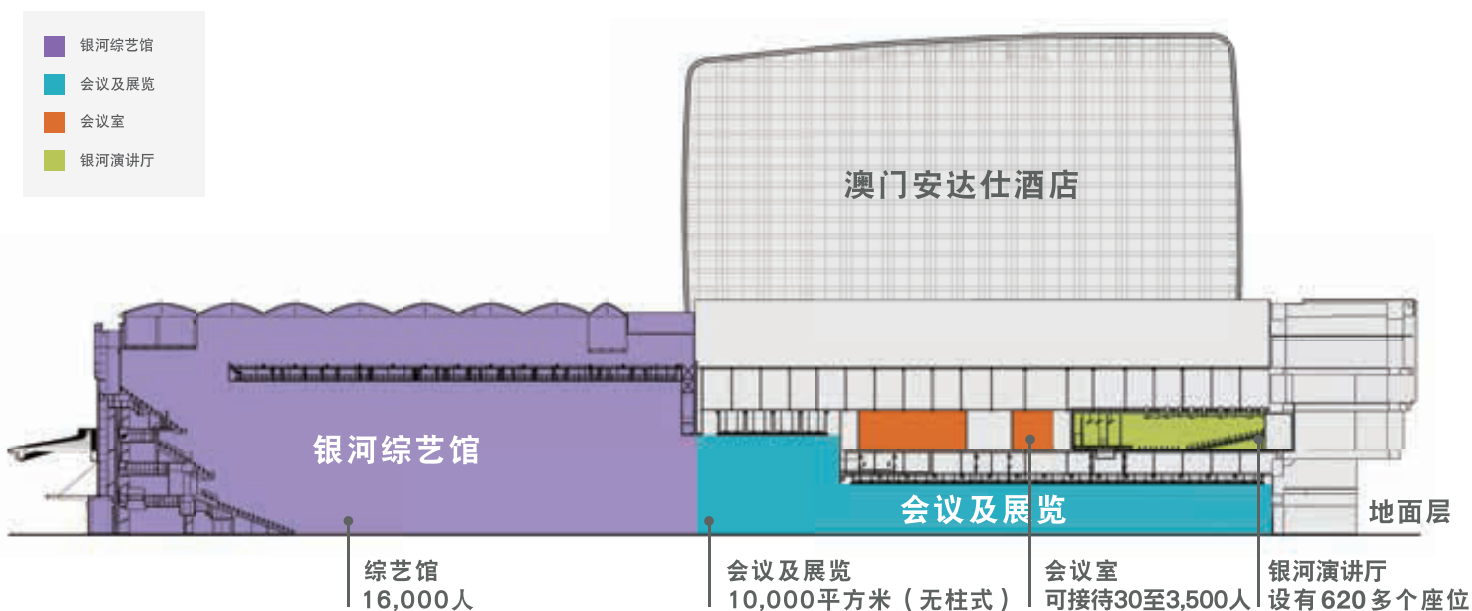 银河综艺馆
会议及展览
会议室
银河演讲厅
澳门安达仕酒店
银河综艺馆
会议及展览
地面层
综艺馆
16,000人
会议及展览
10,000平方米（无柱式）
会议室
可接待30至3,500人
银河演讲厅
设有620多个座位